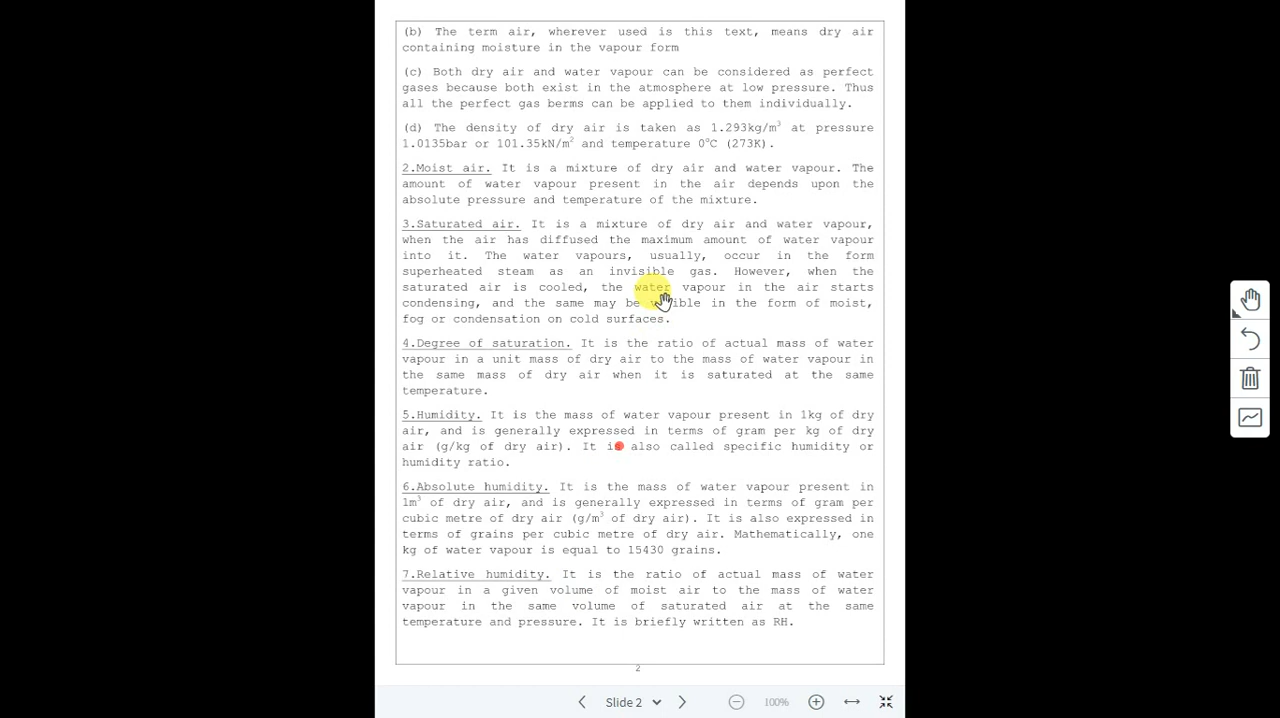 (b) The term air, wherever used is this text, means dry air
containing moisture in the vapour form
(c) Both dry air and water vapour can be considered as perfect
gases because both exist in the atmosphere at low pressure. Thus
all the perfect gas berms can be applied to them individually.
(d) The density of dry air is taken as 1.293kg/m³ at pressure
1.0135bar or 101.35kN/m² and temperature 0°C (273K).
2.Moist air. It is a mixture of dry air and water vapour. The
amount of water vapour present in the air depends upon the
absolute pressure and temperature of the mixture.
3.Saturated air. It is a mixture of dry air and water vapour,
when the air has diffused the maximum amount of water vapour
into it. The water vapours, usually, occur in the form
superheated steam as an invisible gas. However, when the
saturated air is cooled, the water vapour in the air starts
condensing, and the same may be visible in the form of moist,
fog or condensation on cold surfaces.
4.Degree of saturation. It is the ratio of actual mass of water
vapour in a unit mass of dry air to the mass of water vapour in
the same mass of dry air when it is saturated at the same
temperature.
5.Humidity. It is the mass of water vapour present in 1kg of dry
air, and is generally expressed in terms of gram per kg of dry
air (g/kg of dry air). It is also called specific humidity or
humidity ratio.
6.Absolute humidity. It is the mass of water vapour present in
1m³ of dry air, and is generally expressed in terms of gram per
cubic metre of dry air (g/m³ of dry air). It is also expressed in
terms of grains per cubic metre of dry air. Mathematically, one
kg of water vapour is equal to 15430 grains.
7.Relative humidity. It is the ratio of actual mass of water
vapour in a given volume of moist air to the mass of water
vapour in the same volume of saturated air at the same
temperature and pressure. It is briefly written as RH.
2
Slide 2
100%